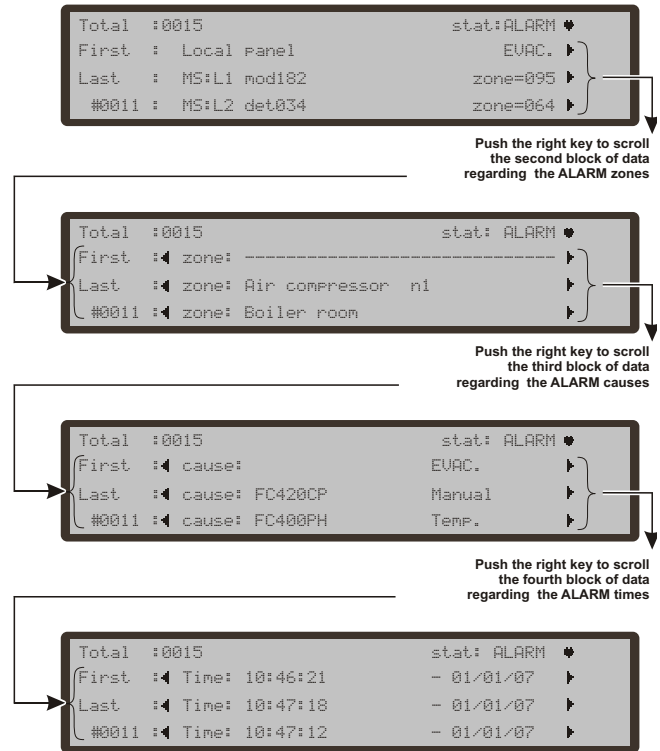 Total :0015 stat:ALARM
First : Local panel EVAC.
Last : MS:L1 mod182 zone=095
#0011 : MS:L2 det034 zone=064
Push the right key to scroll
the second block of data
regarding the ALARM zones
Total :0015 stat: ALARM
First : zone: ------------------------------
Last : zone: Air compressor n1
#0011 : zone: Boiler room
Push the right key to scroll
the third block of data
regarding the ALARM causes
Total :0015 stat: ALARM
First : cause: EVAC.
Last : cause: FC420CP Manual
#0011 : cause: FC400PH Temp.
Push the right key to scroll
the fourth block of data
regarding the ALARM times
Total :0015 stat: ALARM
First : Time: 10:46:21 - 01/01/07
Last : Time: 10:47:18 - 01/01/07
#0011 : Time: 10:47:12 - 01/01/07